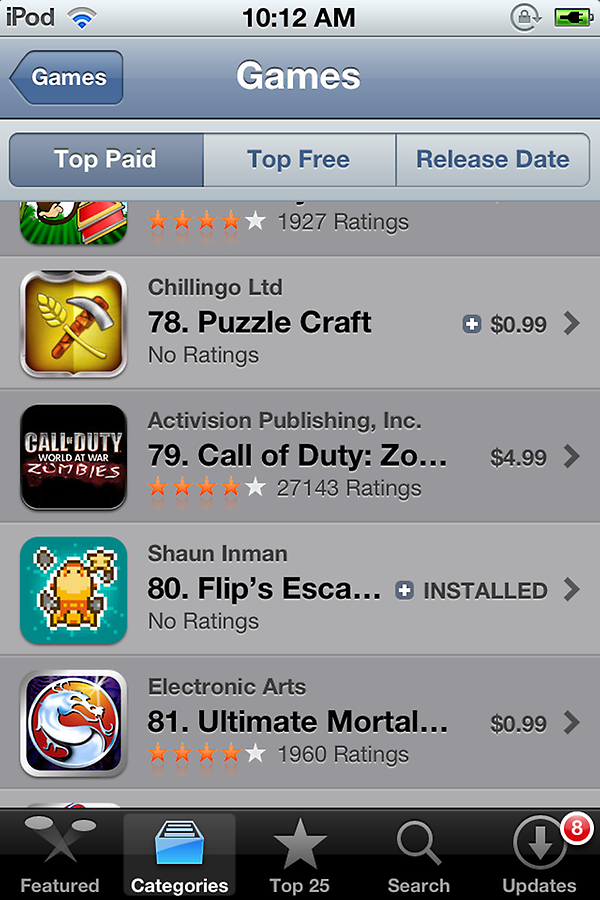 iPod 10:12 AM
Games Games
Top Paid Top Free Release Date
1927 Ratings
Chillingo Ltd
78. Puzzle Craft $0.99
No Ratings
Activision Publishing, Inc.
CALL OF DUTY
WORLD AT WAR
ZOMBIES
79. Call of Duty: Zo... $4.99
27143 Ratings
Shaun Inman
80. Flip's Esca... INSTALLED
No Ratings
Electronic Arts
81. Ultimate Mortal... $0.99
1960 Ratings
8
Featured Categories Top 25 Search Updates